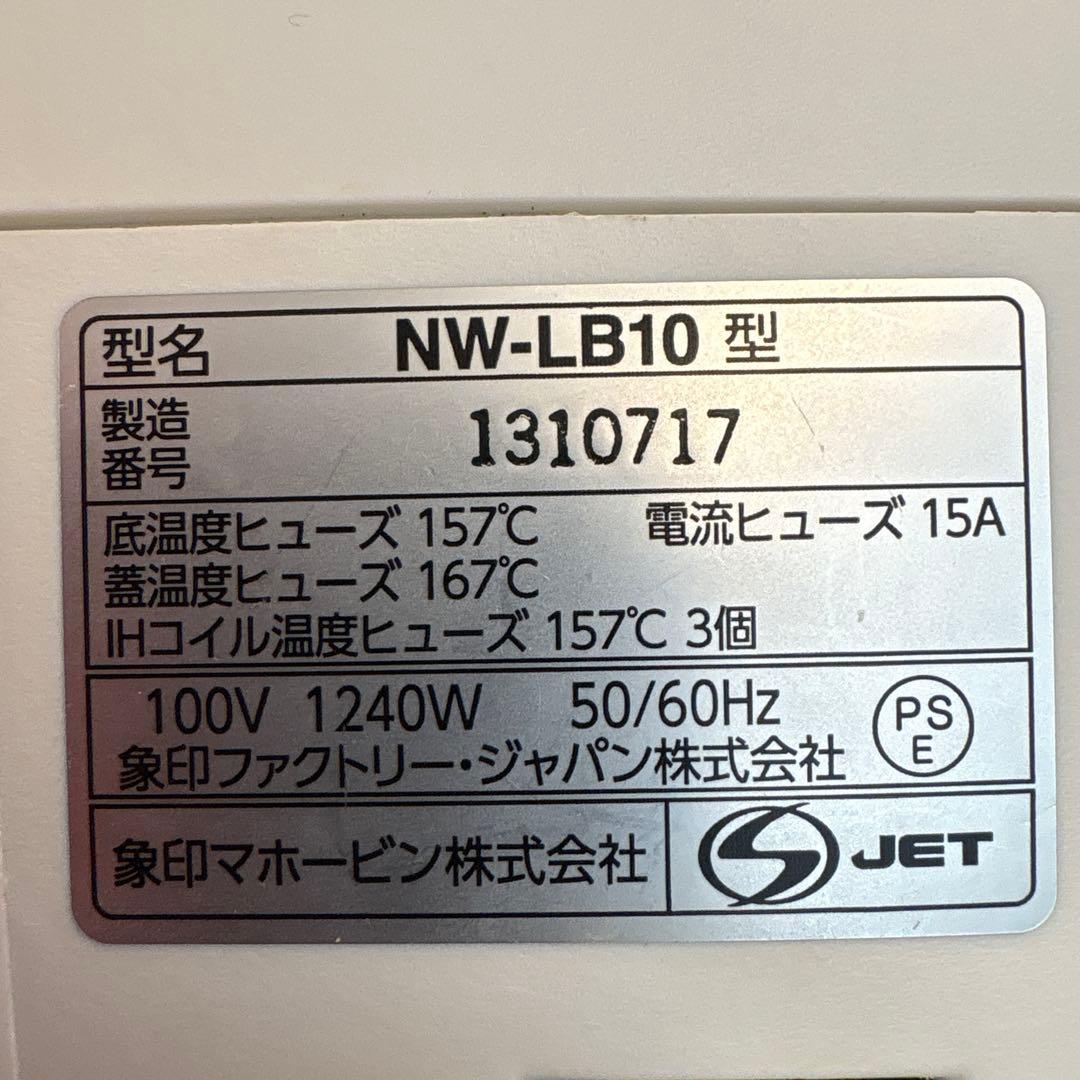 型名 NW-LB10 型
製造番号 1310717
底温度ヒューズ 157℃ 電流ヒューズ 15A
蓋温度ヒューズ 167℃
IHコイル温度ヒューズ 157℃ 3個
100V 1240W 50/60Hz
PSE
象印ファクトリー・ジャパン株式会社
象印マホービン株式会社 JET